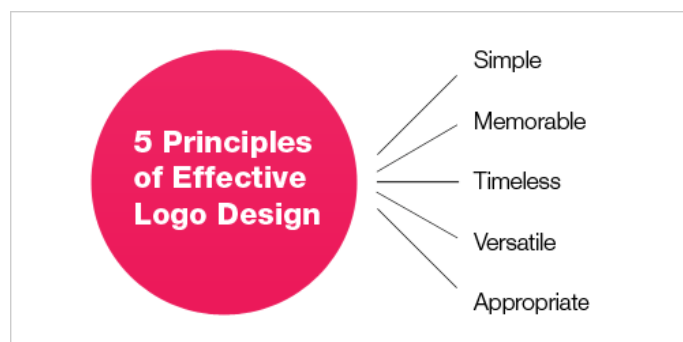 5 Principles
of Effective
Logo Design
Simple
Memorable
Timeless
Versatile
Appropriate